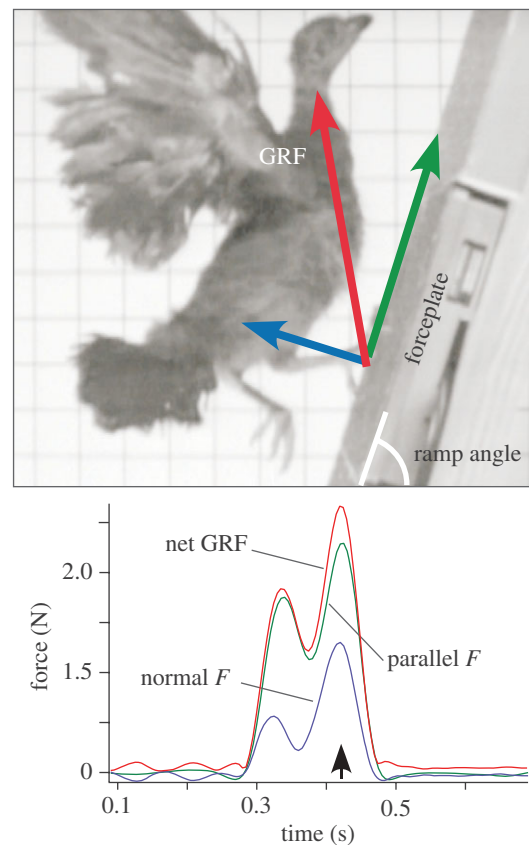 GRF
forceplate
ramp angle
net GRF
parallel F
normal F
force (N)
2.0
1.5
0
0.1
0.3
0.5
time (s)